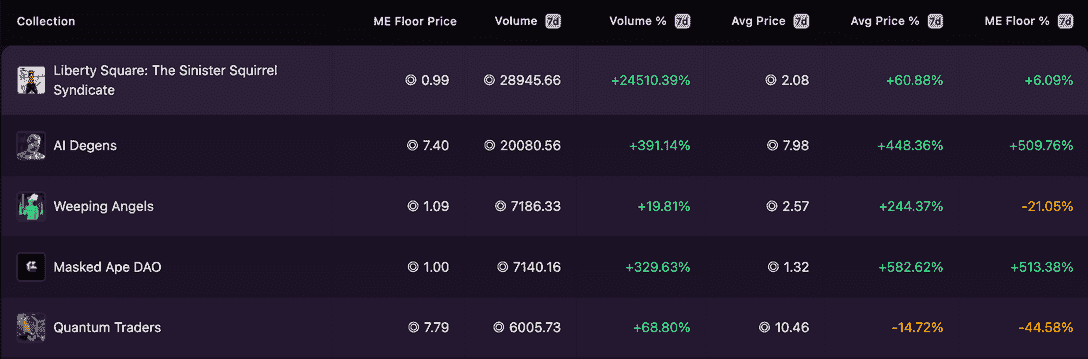 Collection ME Floor Price Volume 7d Volume % 7d Avg Price 7d Avg Price % 7d ME Floor % 7d
Liberty Square: The Sinister Squirrel
Syndicate
0.99 28945.66 +24510.39% 2.08 +60.88% +6.09%
AI Degens 7.40 20080.56 +391.14% 7.98 +448.36% +509.76%
Weeping Angels 1.09 7186.33 +19.81% 2.57 +244.37% -21.05%
Masked Ape DAO 1.00 7140.16 +329.63% 1.32 +582.62% +513.38%
Quantum Traders 7.79 6005.73 +68.80% 10.46 -14.72% -44.58%